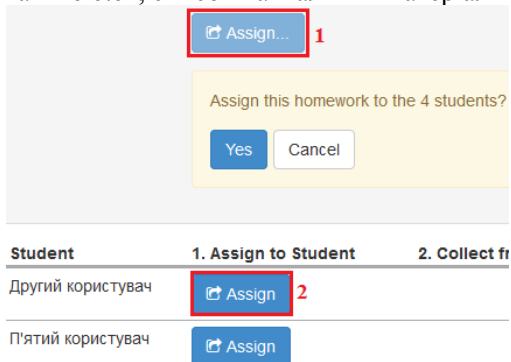 Assign... 1
Assign this homework to the 4 students?
Yes Cancel
Student 1. Assign to Student 2. Collect
Другий користувач Assign 2
П'ятий користувач Assign